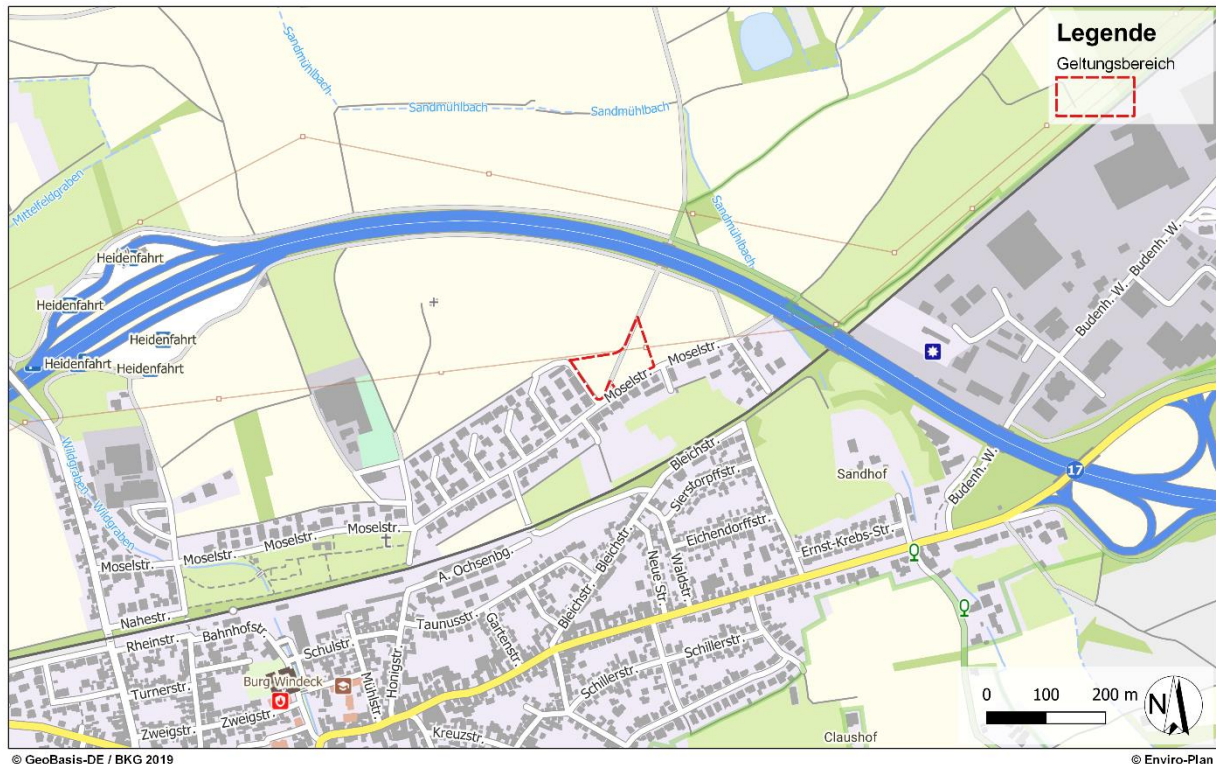 Legende
Geltungsbereich
Sandmühlbach
Sandmühlbach
Sandmühlbach
Mittelfeldgraben
Sandmühlbach
Budenh. W.
Budenh. W.
Heidenfahrt
Heidenfahrt
Heidenfahrt
Heidenfahrt
Heidenfahrt
Moselstr.
Moselstr.
Wildgraben
Wildgraben
Bleichstr.
Sierstorpffstr.
Sandhof
17
Budenh. W.
Moselstr.
Moselstr.
Moselstr.
Moselstr.
Eichendorffstr.
Ernst-Krebs-Str.
A. Ochsenbg.
Bleichstr.
Neue Str.
Waldstr.
Nahestr.
Rheinstr.
Bahnhofstr.
Taunusstr.
Gartenstr.
Bleichstr.
Schulstr.
Mühlstr.
Honigstr.
Schillerstr.
Schillerstr.
Burg Windeck
Turnerstr.
Zweigstr.
Zweigstr.
Kreuzstr.
Claushof
0 100 200 m
N
© GeoBasis-DE / BKG 2019
© Enviro-Plan